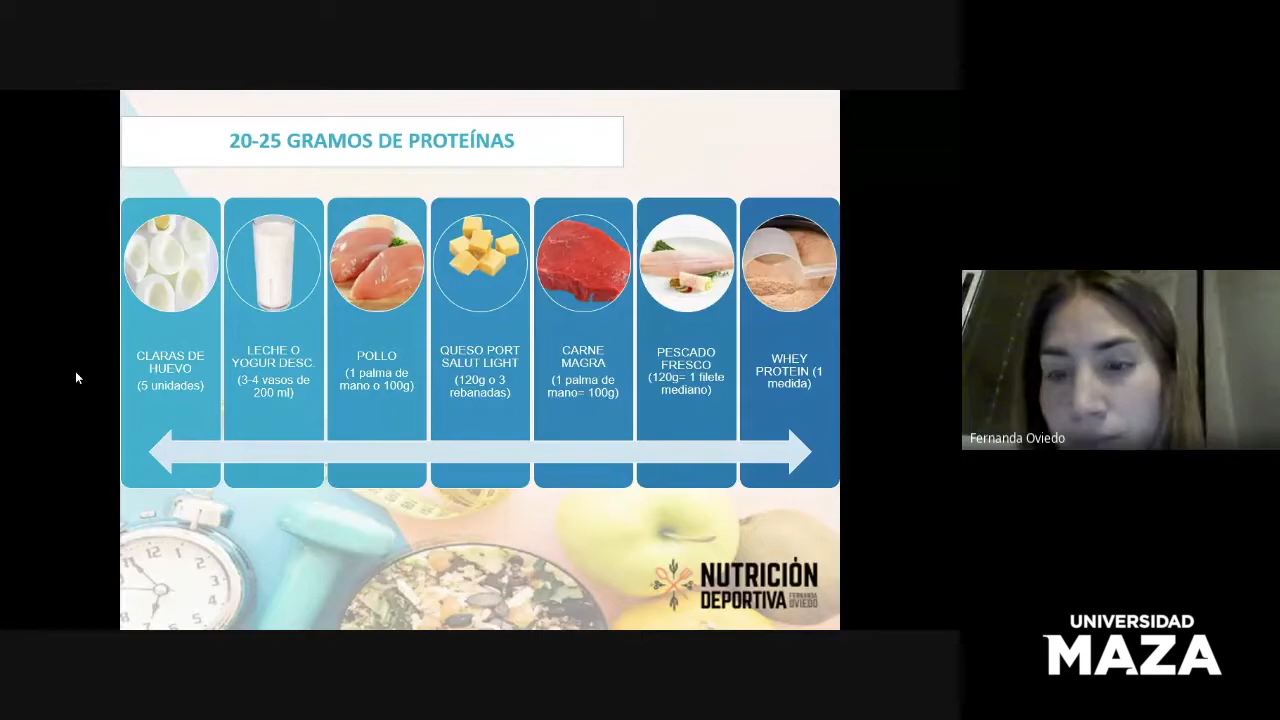 20-25 GRAMOS DE PROTEÍNAS
CLARAS DE
HUEVO
(5 unidades)
LECHE O
YOGUR DESC.
(3-4 vasos de
200 ml)
POLLO
(1 palma de
mano o 100g)
QUESO PORT
SALUT LIGHT
(120g o 3
rebanadas)
CARNE
MAGRA
(1 palma de
mano= 100g)
PESCADO
FRESCO
(120g= 1 filete
mediano)
WHEY
PROTEIN (1
medida)
NUTRICIÓN
DEPORTIVA
FERNANDA
OVIEDO
Fernanda Oviedo
UNIVERSIDAD
MAZA